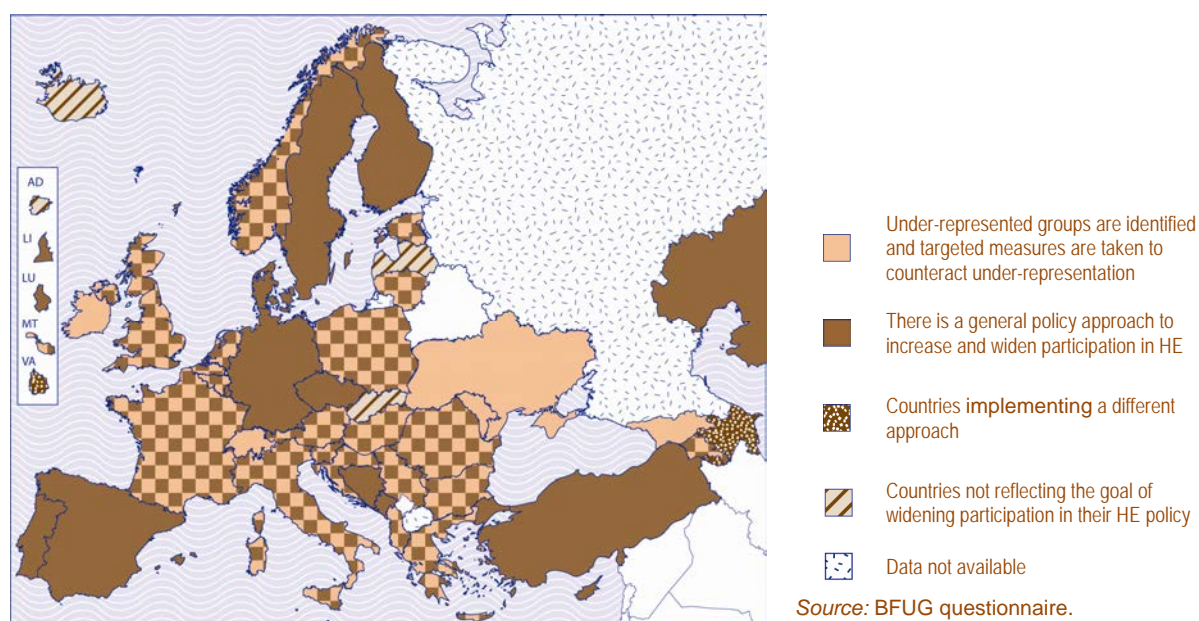 AD
LI
LU
MT
VA
Under-represented groups are identified
and targeted measures are taken to
counteract under-representation
There is a general policy approach to
increase and widen participation in HE
Countries implementing a different
approach
Countries not reflecting the goal of
widening participation in their HE policy
Data not available
Source: BFUG questionnaire.